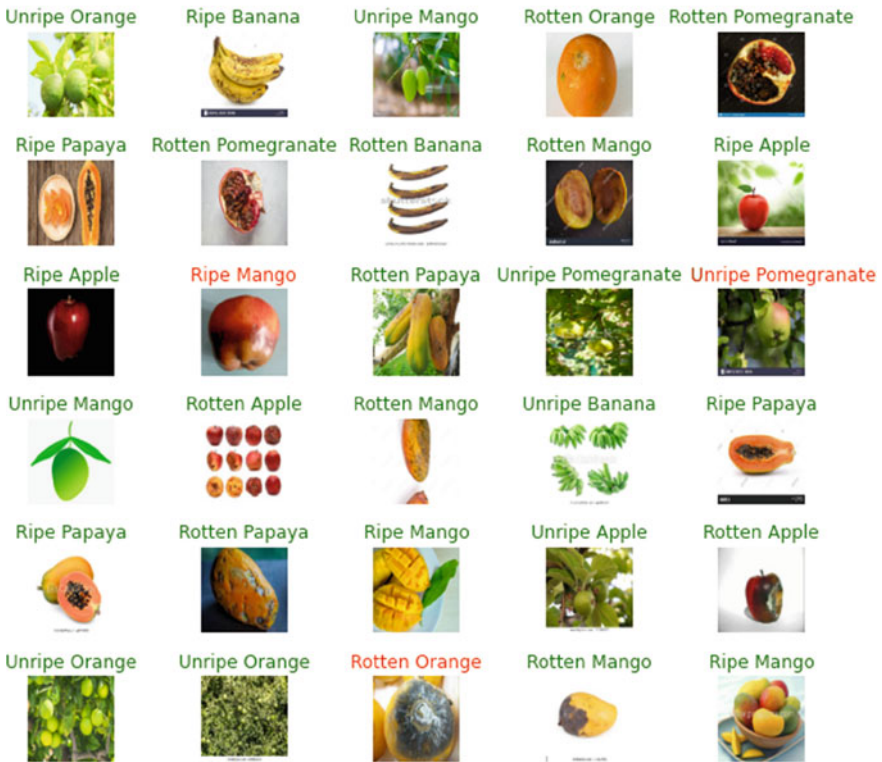 Unripe Orange
Ripe Banana
Unripe Mango
Rotten Orange
Rotten Pomegranate
Ripe Papaya
Rotten Pomegranate
Rotten Banana
Rotten Mango
Ripe Apple
Ripe Apple
Ripe Mango
Rotten Papaya
Unripe Pomegranate
Unripe Pomegranate
Unripe Mango
Rotten Apple
Rotten Mango
Unripe Banana
Ripe Papaya
Ripe Papaya
Rotten Papaya
Ripe Mango
Unripe Apple
Rotten Apple
Unripe Orange
Unripe Orange
Rotten Orange
Rotten Mango
Ripe Mango